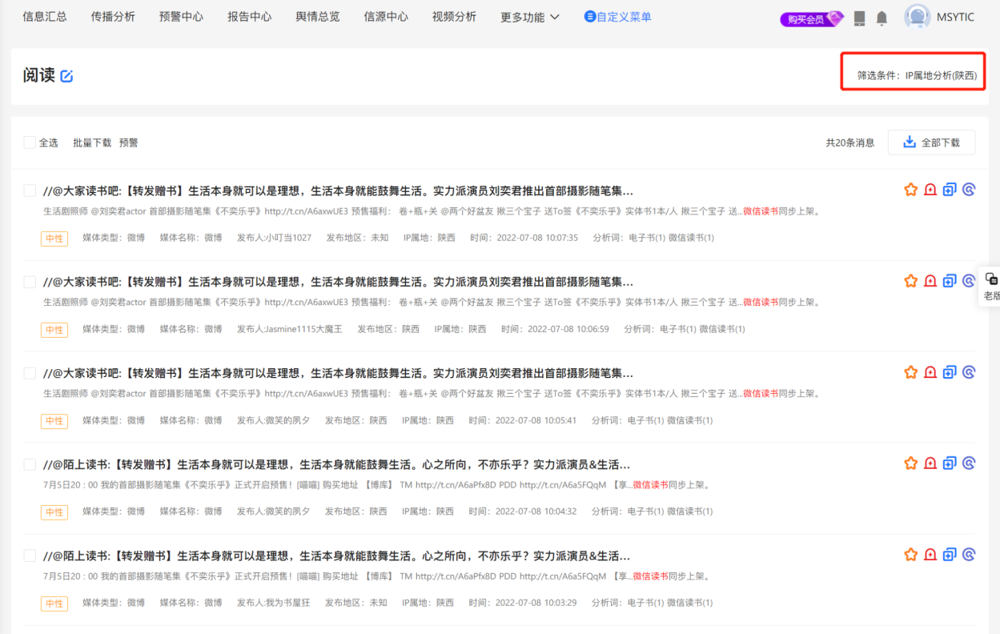 信息汇总 传播分析 预警中心 报告中心 舆情总览 信源中心 视频分析 更多功能 自定义菜单 购买会员 MSYTIC
阅读 筛选条件：IP属地分析(陕西)
全选 批量下载 预警 共20条消息 全部下载
//@大家读书吧:【转发赠书】生活本身就可以是理想，生活本身就能鼓舞生活。实力派演员刘奕君推出首部摄影随笔集...
生活剧照师 @刘奕君actor 首部摄影随笔集《不奕乐乎》http://t.cn/A6axwUE3 预售福利： 卷+瓶+关 @两个好盆友 揪三个宝子 送To签《不奕乐乎》实体书1本/人 揪三个宝子 送...微信读书同步上架。
中性 媒体类型：微博 媒体名称：微博 发布人:小叮当1027 发布地区：未知 IP属地：陕西 时间：2022-07-08 10:07:35 分析词：电子书(1) 微信读书(1)
//@大家读书吧:【转发赠书】生活本身就可以是理想，生活本身就能鼓舞生活。实力派演员刘奕君推出首部摄影随笔集...
生活剧照师 @刘奕君actor 首部摄影随笔集《不奕乐乎》http://t.cn/A6axwUE3 预售福利： 卷+瓶+关 @两个好盆友 揪三个宝子 送To签《不奕乐乎》实体书1本/人 揪三个宝子 送...微信读书同步上架。
老版
中性 媒体类型：微博 媒体名称：微博 发布人:Jasmine1115大魔王 发布地区：陕西 IP属地：陕西 时间：2022-07-08 10:06:59 分析词：电子书(1) 微信读书(1)
//@大家读书吧:【转发赠书】生活本身就可以是理想，生活本身就能鼓舞生活。实力派演员刘奕君推出首部摄影随笔集...
生活剧照师 @刘奕君actor 首部摄影随笔集《不奕乐乎》http://t.cn/A6axwUE3 预售福利： 卷+瓶+关 @两个好盆友 揪三个宝子 送To签《不奕乐乎》实体书1本/人 揪三个宝子 送...微信读书同步上架。
中性 媒体类型：微博 媒体名称：微博 发布人:微笑的夙夕 发布地区：陕西 IP属地：陕西 时间：2022-07-08 10:05:41 分析词：电子书(1) 微信读书(1)
//@陌上读书:【转发赠书】生活本身就可以是理想，生活本身就能鼓舞生活。心之所向，不亦乐乎？实力派演员&生活...
7月5日20：00 我的首部摄影随笔集《不奕乐乎》正式开启预售！[喵喵] 购买地址 【博库】 TM http://t.cn/A6aPfx8D PDD http://t.cn/A6a5FQqM 【享...微信读书同步上架。
中性 媒体类型：微博 媒体名称：微博 发布人:微笑的夙夕 发布地区：陕西 IP属地：陕西 时间：2022-07-08 10:04:32 分析词：电子书(1) 微信读书(1)
//@陌上读书:【转发赠书】生活本身就可以是理想，生活本身就能鼓舞生活。心之所向，不亦乐乎？实力派演员&生活...
7月5日20：00 我的首部摄影随笔集《不奕乐乎》正式开启预售！[喵喵] 购买地址 【博库】 TM http://t.cn/A6aPfx8D PDD http://t.cn/A6a5FQqM 【享...微信读书同步上架。
中性 媒体类型：微博 媒体名称：微博 发布人:我为书屋狂 发布地区：未知 IP属地：陕西 时间：2022-07-08 10:03:29 分析词：电子书(1) 微信读书(1)